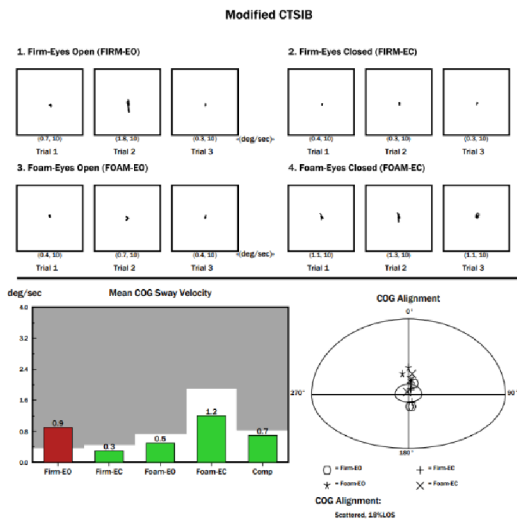 Modified CTSIB
1. Firm-Eyes Open (FIRM-EO)
2. Firm-Eyes Closed (FIRM-EC)
(0.7, 10) (1.8, 10) (0.3, 10) -(deg/sec)- (0.4, 10) (0.3, 10) (0.3, 10)
Trial 1 Trial 2 Trial 3 Trial 1 Trial 2 Trial 3
3. Foam-Eyes Open (FOAM-EO)
4. Foam-Eyes Closed (FOAM-EC)
(0.4, 10) (0.7, 10) (0.4, 10) -(deg/sec)- (1.1, 10) (1.3, 10) (1.1, 10)
Trial 1 Trial 2 Trial 3 Trial 1 Trial 2 Trial 3
deg/sec Mean COG Sway Velocity
4.0
3.2
2.4
1.6
0.8
0.0
0.9 0.3 0.5 1.2 0.7
Firm-EO Firm-EC Foam-EO Foam-EC Comp
COG Alignment
0°
270° 90°
180°
= Firm-EO = Firm-EC
= Foam-EO = Foam-EC
COG Alignment:
Scattered, 18%LOS